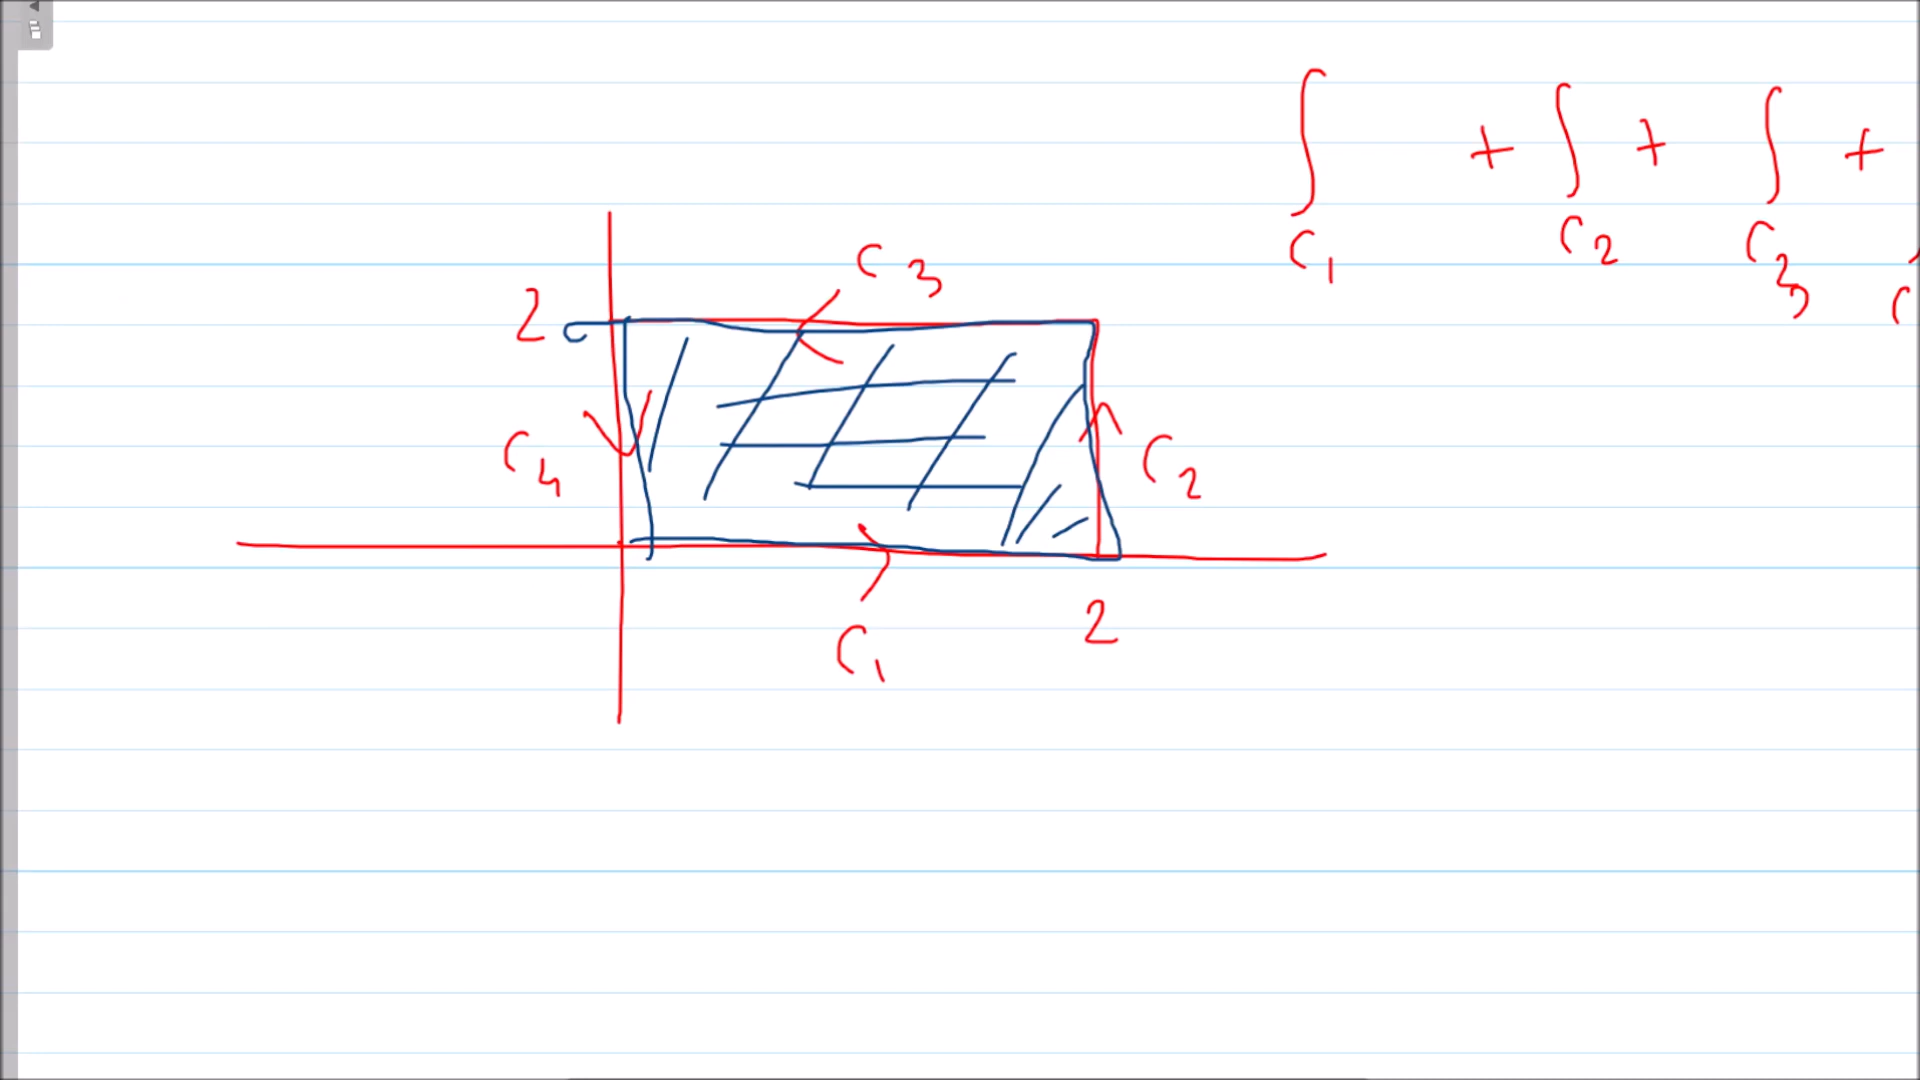 ∫ + ∫ + ∫ +
C1 C2 C3 C
C3
2
C4 C2
2
C1